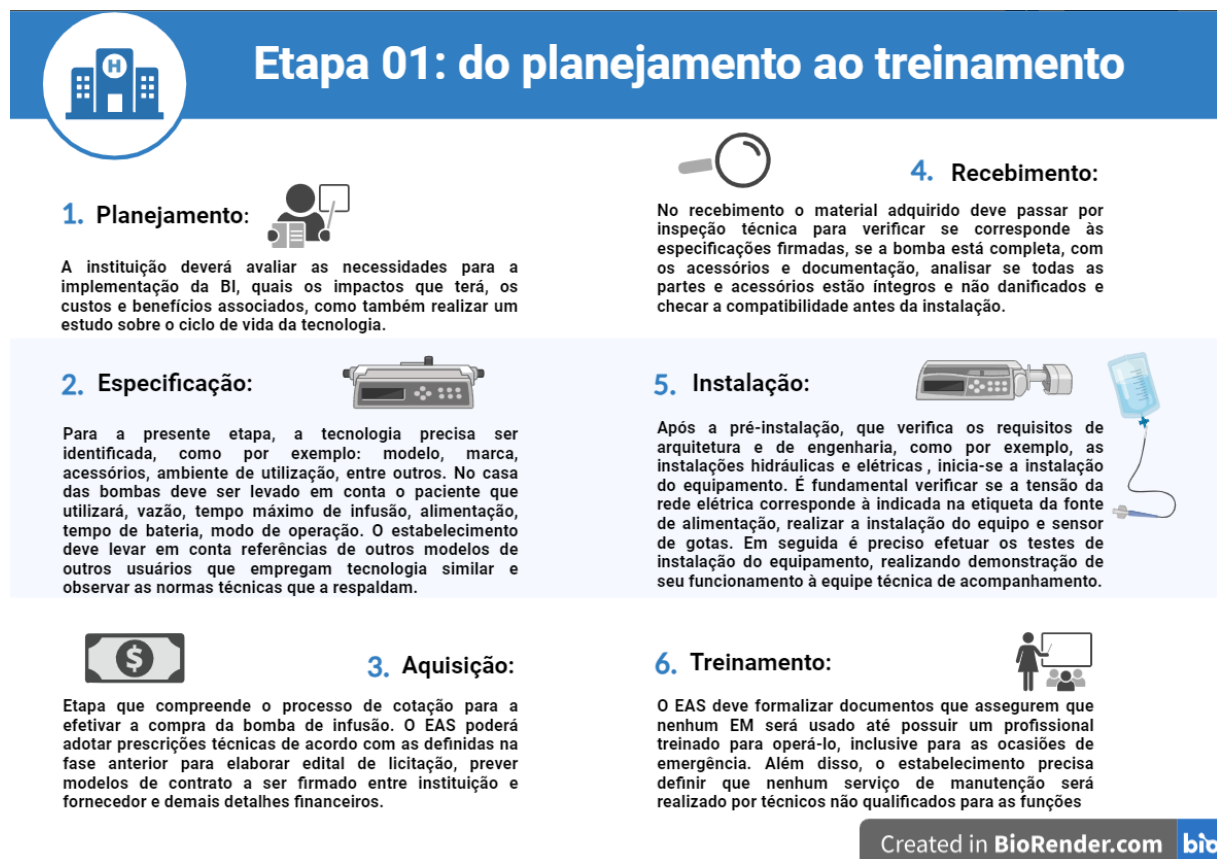 H
Etapa 01: do planejamento ao treinamento
1. Planejamento:
A instituição deverá avaliar as necessidades para a
implementação da BI, quais os impactos que terá, os
custos e benefícios associados, como também realizar um
estudo sobre o ciclo de vida da tecnologia.
2. Especificação:
Para a presente etapa, a tecnologia precisa ser
identificada, como por exemplo: modelo, marca,
acessórios, ambiente de utilização, entre outros. No casa
das bombas deve ser levado em conta o paciente que
utilizará, vazão, tempo máximo de infusão, alimentação,
tempo de bateria, modo de operação. O estabelecimento
deve levar em conta referências de outros modelos de
outros usuários que empregam tecnologia similar e
observar as normas técnicas que a respaldam.
$
3. Aquisição:
Etapa que compreende o processo de cotação para a
efetivar a compra da bomba de infusão. O EAS poderá
adotar prescrições técnicas de acordo com as definidas na
fase anterior para elaborar edital de licitação, prever
modelos de contrato a ser firmado entre instituição e
fornecedor e demais detalhes financeiros.
4. Recebimento:
No recebimento o material adquirido deve passar por
inspeção técnica para verificar se corresponde às
especificações firmadas, se a bomba está completa, com
os acessórios e documentação, analisar se todas as
partes e acessórios estão íntegros e não danificados e
checar a compatibilidade antes da instalação.
5. Instalação:
Após a pré-instalação, que verifica os requisitos de
arquitetura e de engenharia, como por exemplo, as
instalações hidráulicas e elétricas , inicia-se a instalação
do equipamento. É fundamental verificar se a tensão da
rede elétrica corresponde à indicada na etiqueta da fonte
de alimentação, realizar a instalação do equipo e sensor
de gotas. Em seguida é preciso efetuar os testes de
instalação do equipamento, realizando demonstração de
seu funcionamento à equipe técnica de acompanhamento.
6. Treinamento:
O EAS deve formalizar documentos que assegurem que
nenhum EM será usado até possuir um profissional
treinado para operá-lo, inclusive para as ocasiões de
emergência. Além disso, o estabelecimento precisa
definir que nenhum serviço de manutenção será
realizado por técnicos não qualificados para as funções
Created in BioRender.com bio